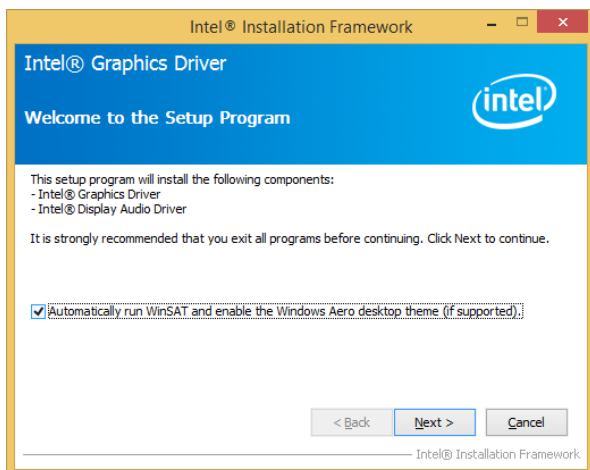 Intel® Installation Framework
Intel® Graphics Driver
intel
Welcome to the Setup Program
This setup program will install the following components:
- Intel® Graphics Driver
- Intel® Display Audio Driver
It is strongly recommended that you exit all programs before continuing. Click Next to continue.
Automatically run WinSAT and enable the Windows Aero desktop theme (if supported).
< Back Next > Cancel
Intel® Installation Framework